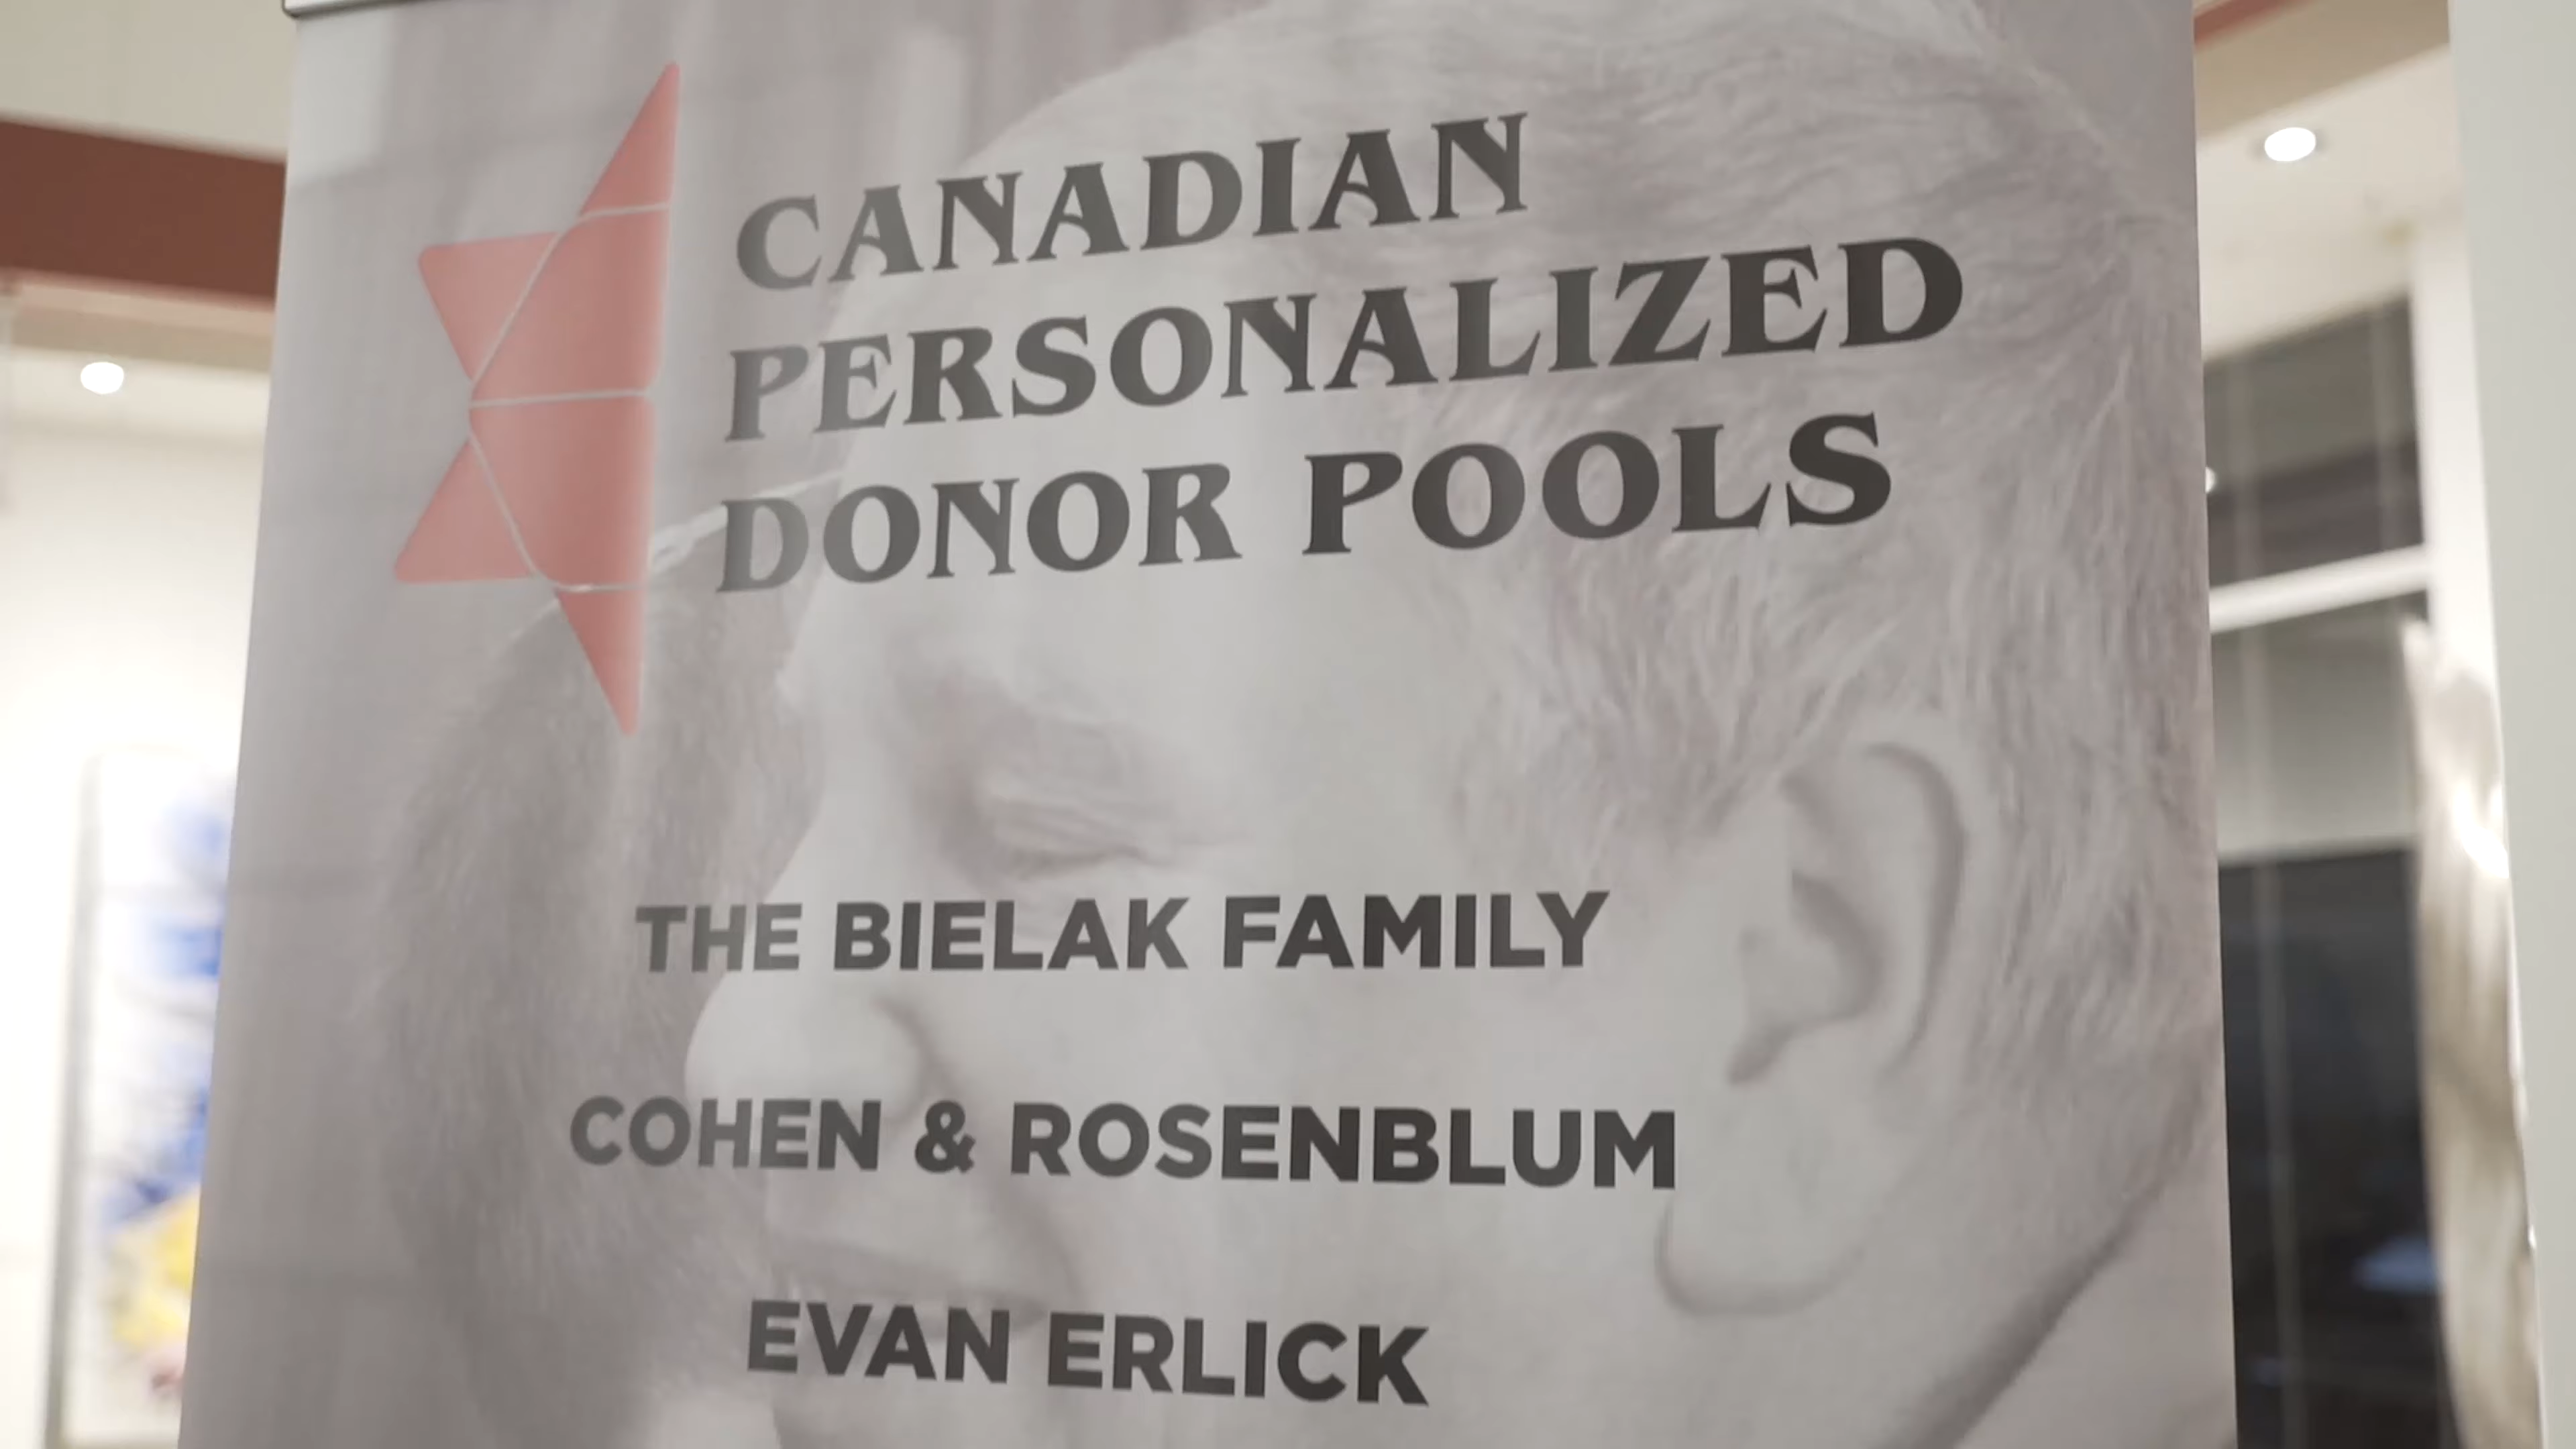 CANADIAN
PERSONALIZED
DONOR POOLS
THE BIELAK FAMILY
COHEN & ROSENBLUM
EVAN ERLICK